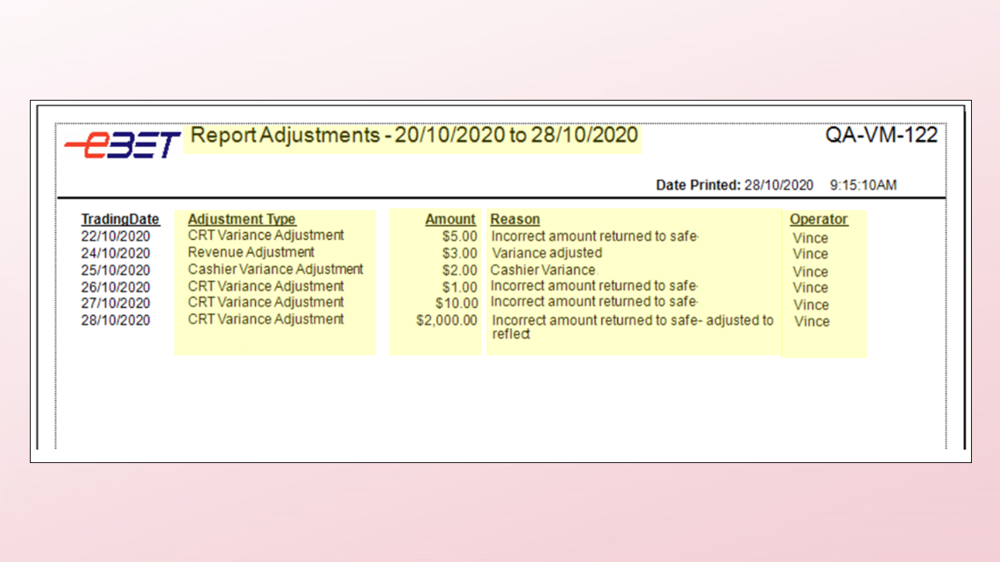 eBET Report Adjustments - 20/10/2020 to 28/10/2020 QA-VM-122
Date Printed: 28/10/2020 9:15:10AM
TradingDate Adjustment Type Amount Reason Operator
22/10/2020 CRT Variance Adjustment $5.00 Incorrect amount returned to safe- Vince
24/10/2020 Revenue Adjustment $3.00 Variance adjusted Vince
25/10/2020 Cashier Variance Adjustment $2.00 Cashier Variance Vince
26/10/2020 CRT Variance Adjustment $1.00 Incorrect amount returned to safe- Vince
27/10/2020 CRT Variance Adjustment $10.00 Incorrect amount returned to safe- Vince
28/10/2020 CRT Variance Adjustment $2,000.00 Incorrect amount returned to safe- adjusted to Vince
reflect